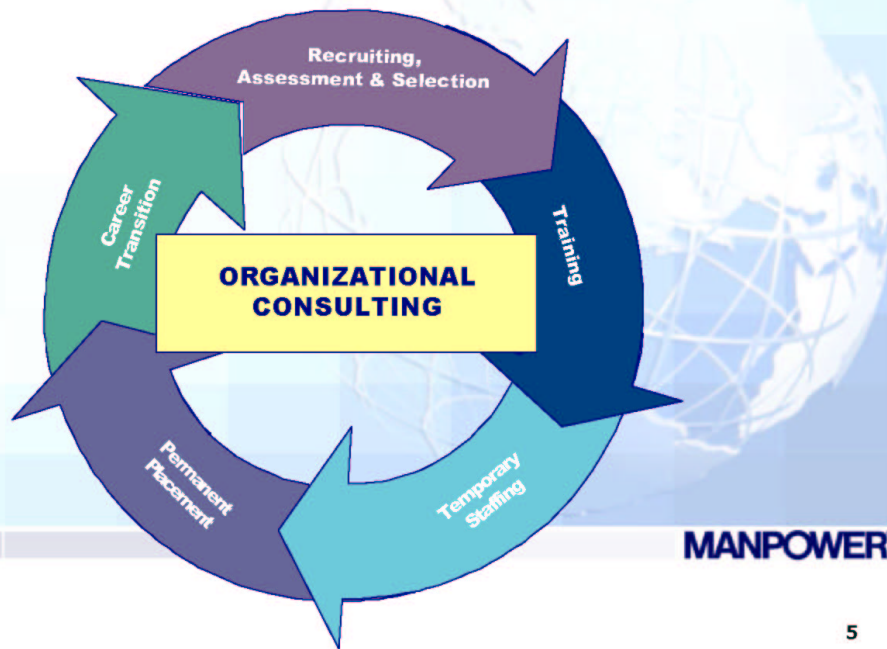 Recruiting,
Assessment & Selection
Training
Temporary
Staffing
Permanent
Placement
Career
Transition
ORGANIZATIONAL
CONSULTING
MANPOWER
5